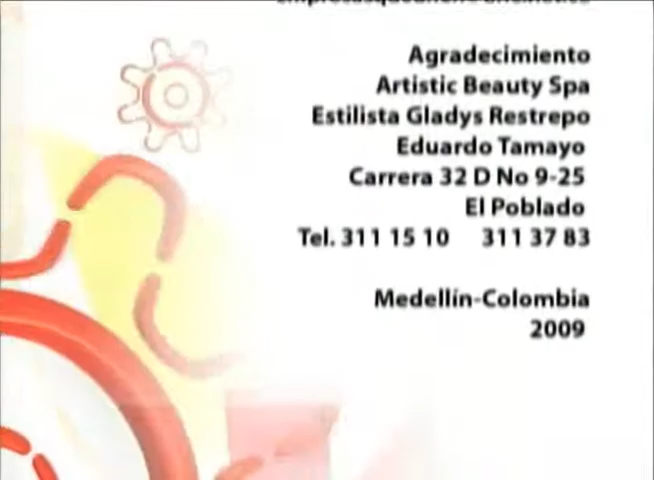 Agradecimiento
Artistic Beauty Spa
Estilista Gladys Restrepo
Eduardo Tamayo
Carrera 32 D No 9-25
El Poblado
Tel. 311 15 10 311 37 83
Medellín-Colombia
2009